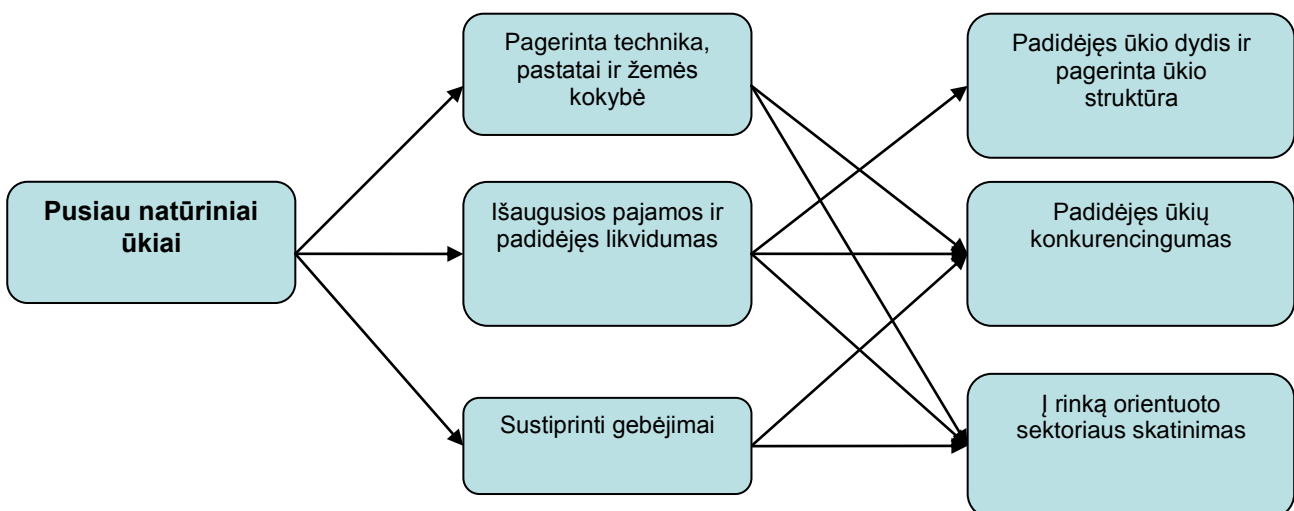 Pagerinta technika,
pastatai ir žemės
kokybė
Padidėjęs ūkio dydis ir
pagerinta ūkio
struktūra
Pusiau natūriniai
ūkiai
Išaugusios pajamos ir
padidėjęs likvidumas
Padidėjęs ūkių
konkurencingumas
Sustiprinti gebėjimai
Į rinką orientuoto
sektoriaus skatinimas